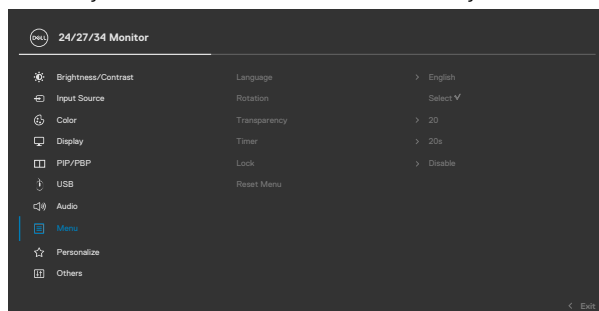 DELL 24/27/34 Monitor
Brightness/Contrast Language > English
Input Source Rotation Select ✓
Color Transparency > 20
Display Timer > 20s
PIP/PBP Lock > Disable
USB Reset Menu
Audio
Menu
Personalize
Others
< Exit